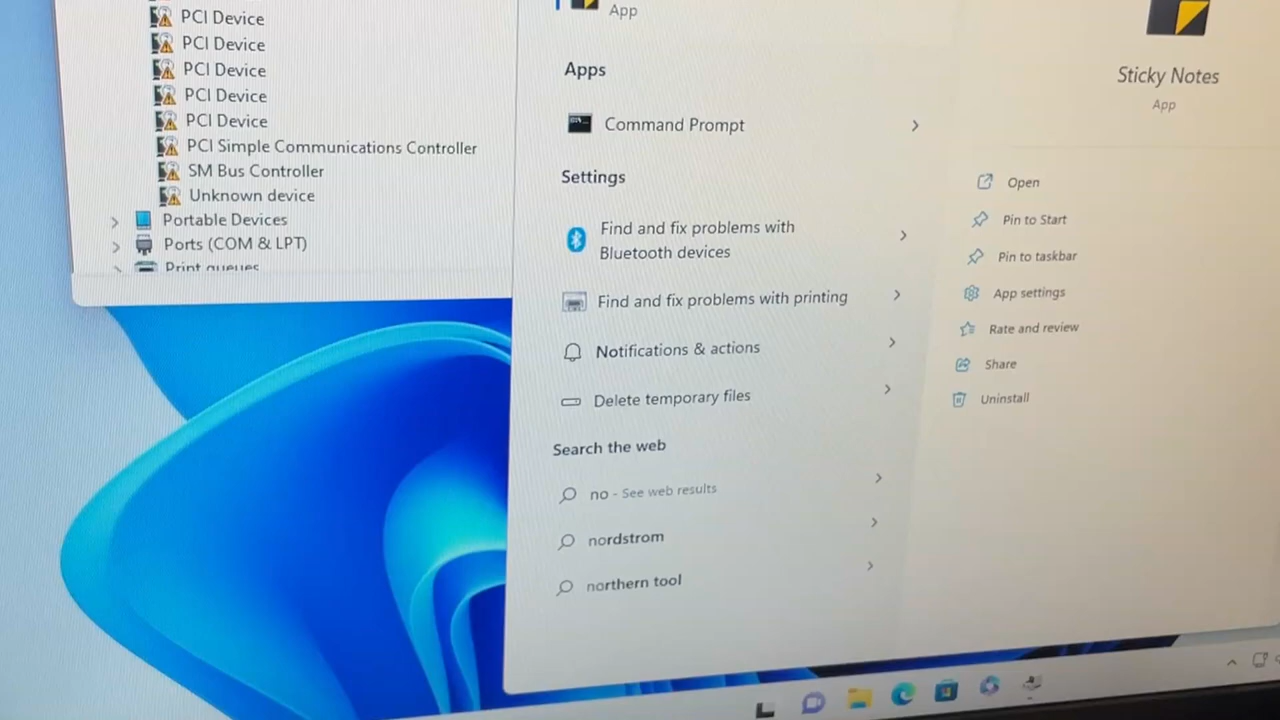 PCI Device
PCI Device
PCI Device
PCI Device
PCI Device
PCI Simple Communications Controller
SM Bus Controller
Unknown device
Portable Devices
Ports (COM & LPT)
Print queues
App
Apps
Command Prompt
Settings
Find and fix problems with
Bluetooth devices
Find and fix problems with printing
Notifications & actions
Delete temporary files
Search the web
no - See web results
nordstrom
northern tool
Sticky Notes
App
Open
Pin to Start
Pin to taskbar
App settings
Rate and review
Share
Uninstall